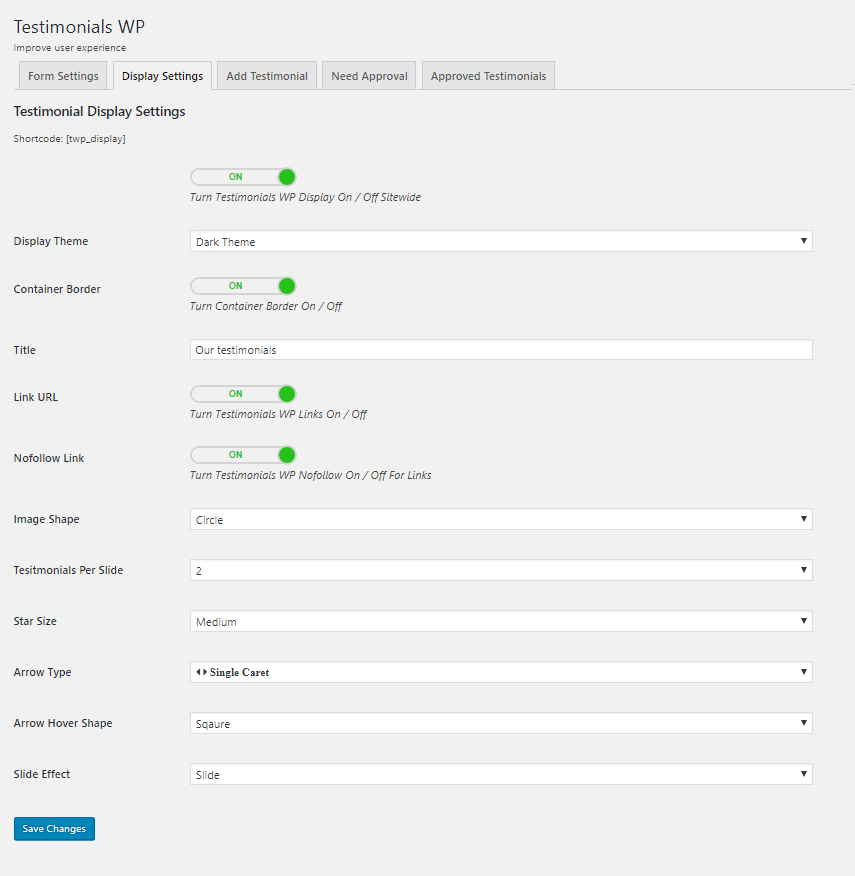 Testimonials WP
Improve user experience
Form Settings Display Settings Add Testimonial Need Approval Approved Testimonials
Testimonial Display Settings
Shortcode: [twp_display]
ON
Turn Testimonials WP Display On / Off Sitewide
Display Theme Dark Theme
Container Border ON
Turn Container Border On / Off
Title Our testimonials
Link URL ON
Turn Testimonials WP Links On / Off
Nofollow Link ON
Turn Testimonials WP Nofollow On / Off For Links
Image Shape Circle
Tesitmonials Per Slide 2
Star Size Medium
Arrow Type Single Caret
Arrow Hover Shape Sqaure
Slide Effect Slide
Save Changes